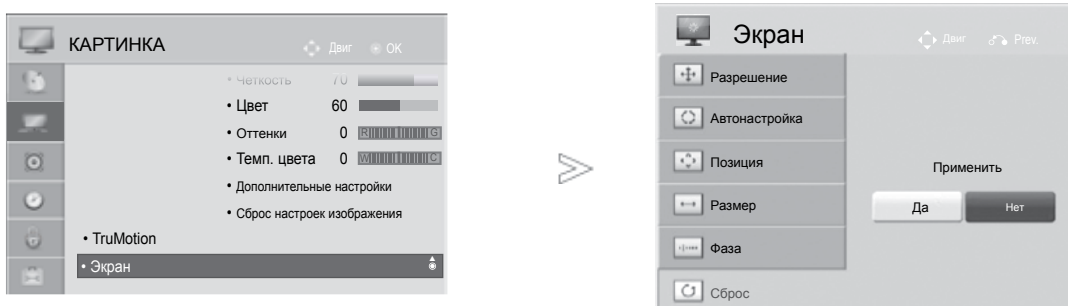 КАРТИНКА
Двиг OK
• Четкость 70
• Цвет 60
• Оттенки 0 R G
• Темп. цвета 0 W C
• Дополнительные настройки
• Сброс настроек изображения
• TruMotion
• Экран
Экран
Двиг Prev.
Разрешение
Автонастройка
Позиция
Размер
Фаза
Сброс
Применить
Да Нет